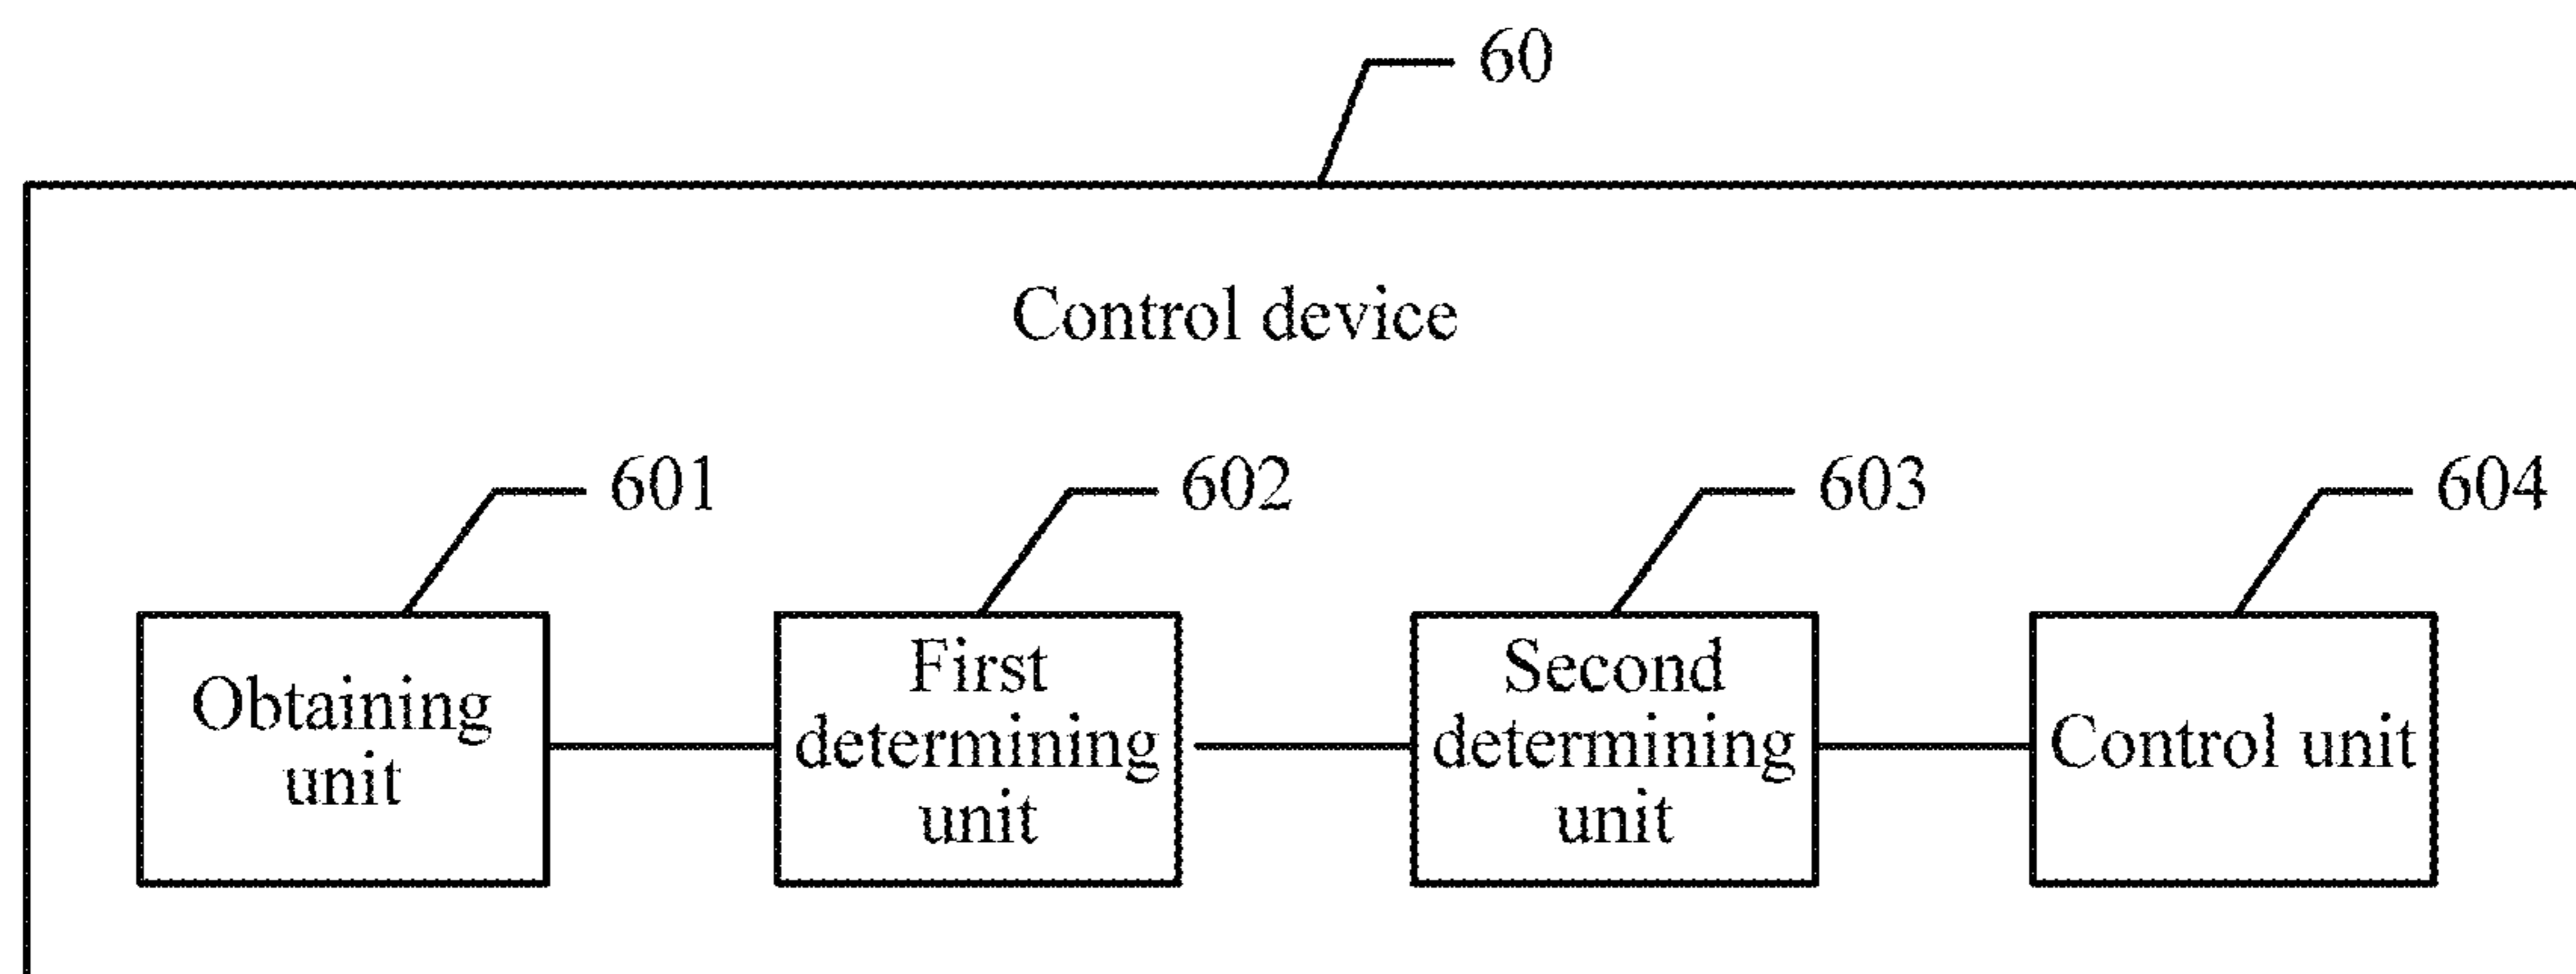 60
Control device
601
602
603
604
Obtaining
unit
First
determining
unit
Second
determining
unit
Control unit